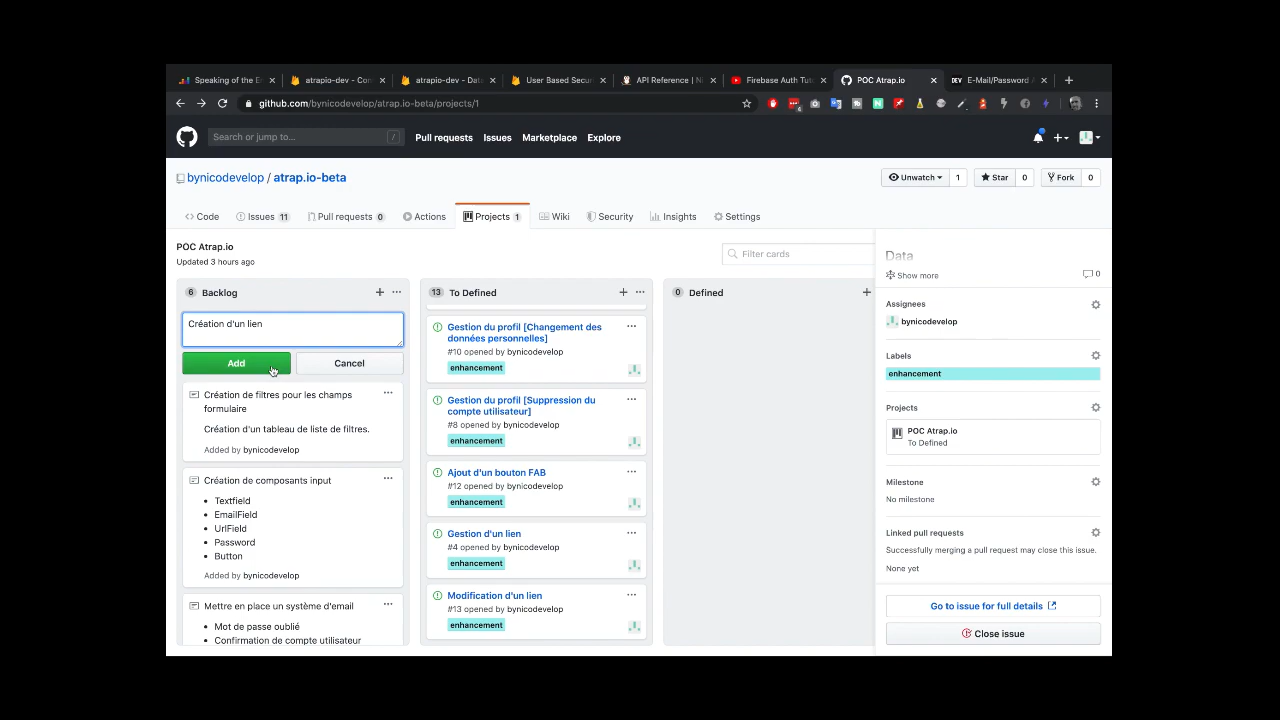 Speaking of the E
atrapio-dev - Con
atrapio-dev - Data
User Based Secur
API Reference | Ni
Firebase Auth Tut
POC Atrap.io
DEV E-Mail/Password
github.com/bynicodevelop/atrap.io-beta/projects/1
Search or jump to... /
Pull requests Issues Marketplace Explore
bynicodevelop / atrap.io-beta
Unwatch 1 Star 0 Fork 0
Code Issues 11 Pull requests 0 Actions Projects 1 Wiki Security Insights Settings
POC Atrap.io
Updated 3 hours ago
Filter cards
6 Backlog
Création d'un lien
Add Cancel
Création de filtres pour les champs
formulaire
Création d'un tableau de liste de filtres.
Added by bynicodevelop
Création de composants input
Textfield
EmailField
UrlField
Password
Button
Added by bynicodevelop
Mettre en place un système d'email
Mot de passe oublié
Confirmation de compte utilisateur
13 To Defined
Gestion du profil [Changement des
données personnelles]
#10 opened by bynicodevelop
enhancement
Gestion du profil [Suppression du
compte utilisateur]
#8 opened by bynicodevelop
enhancement
Ajout d'un bouton FAB
#12 opened by bynicodevelop
enhancement
Gestion d'un lien
#4 opened by bynicodevelop
enhancement
Modification d'un lien
#13 opened by bynicodevelop
enhancement
0 Defined
Data
Show more 0
Assignees
bynicodevelop
Labels
enhancement
Projects
POC Atrap.io
To Defined
Milestone
No milestone
Linked pull requests
Successfully merging a pull request may close this issue.
None yet
Go to issue for full details
Close issue